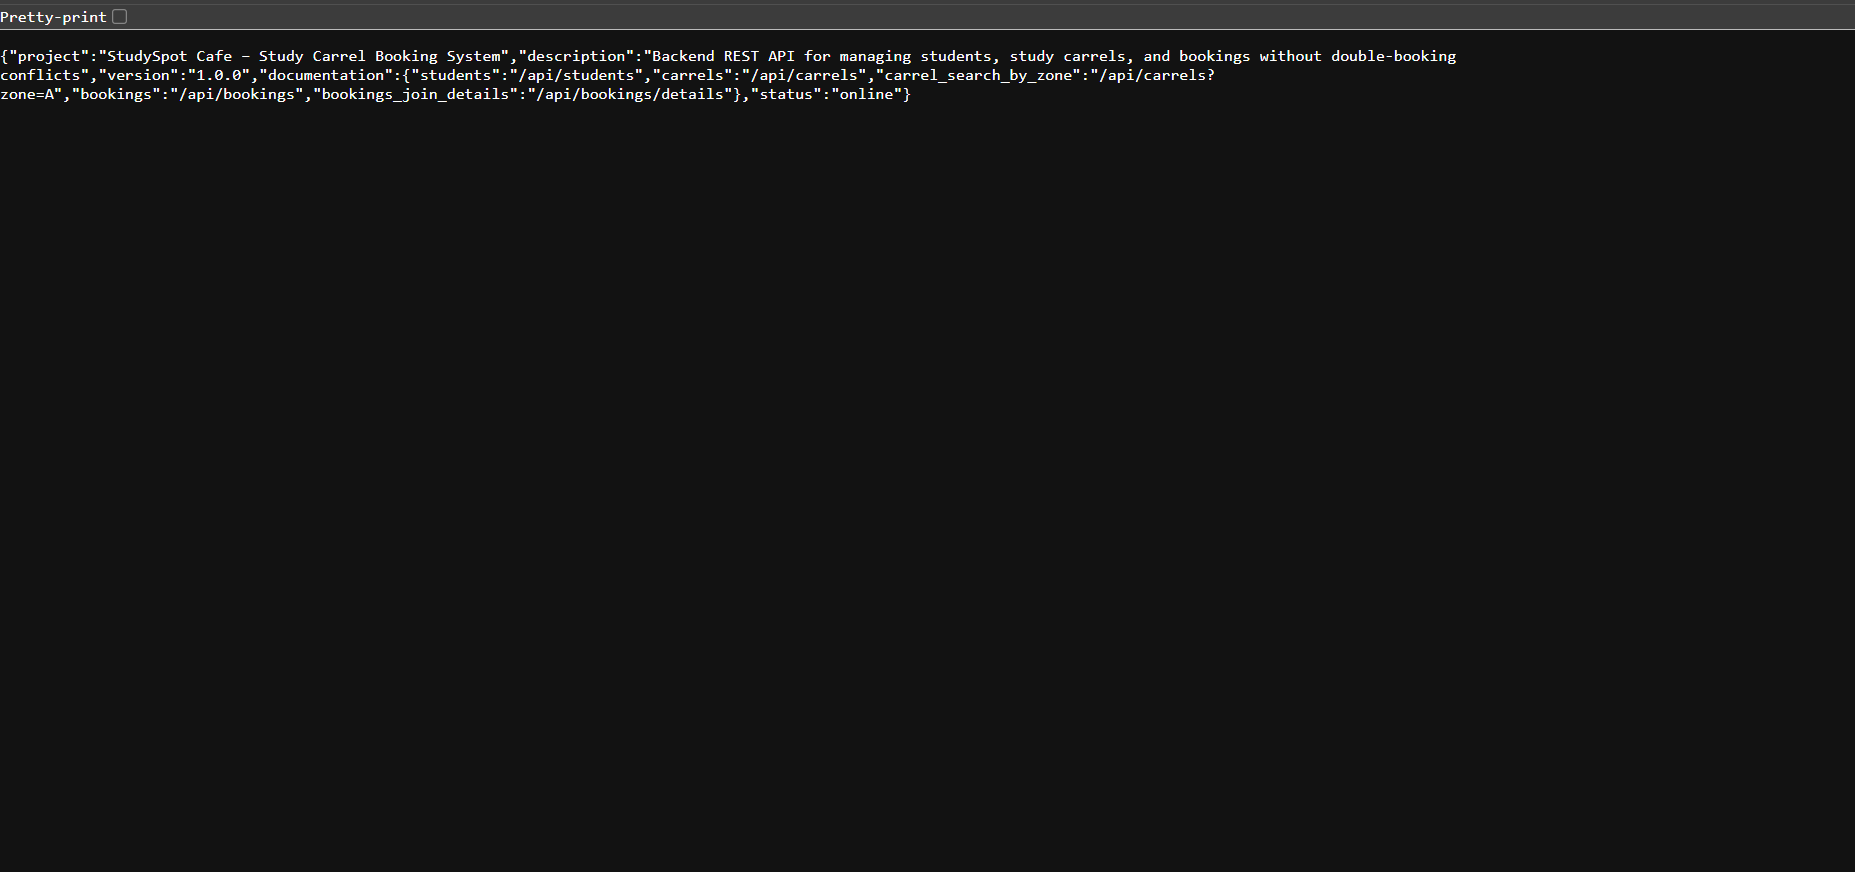 Pretty-print
{"project":"StudySpot Cafe – Study Carrel Booking System","description":"Backend REST API for managing students, study carrels, and bookings without double-booking
conflicts","version":"1.0.0","documentation":{"students":"/api/students","carrels":"/api/carrels","carrel_search_by_zone":"/api/carrels?
zone=A","bookings":"/api/bookings","bookings_join_details":"/api/bookings/details"},"status":"online"}